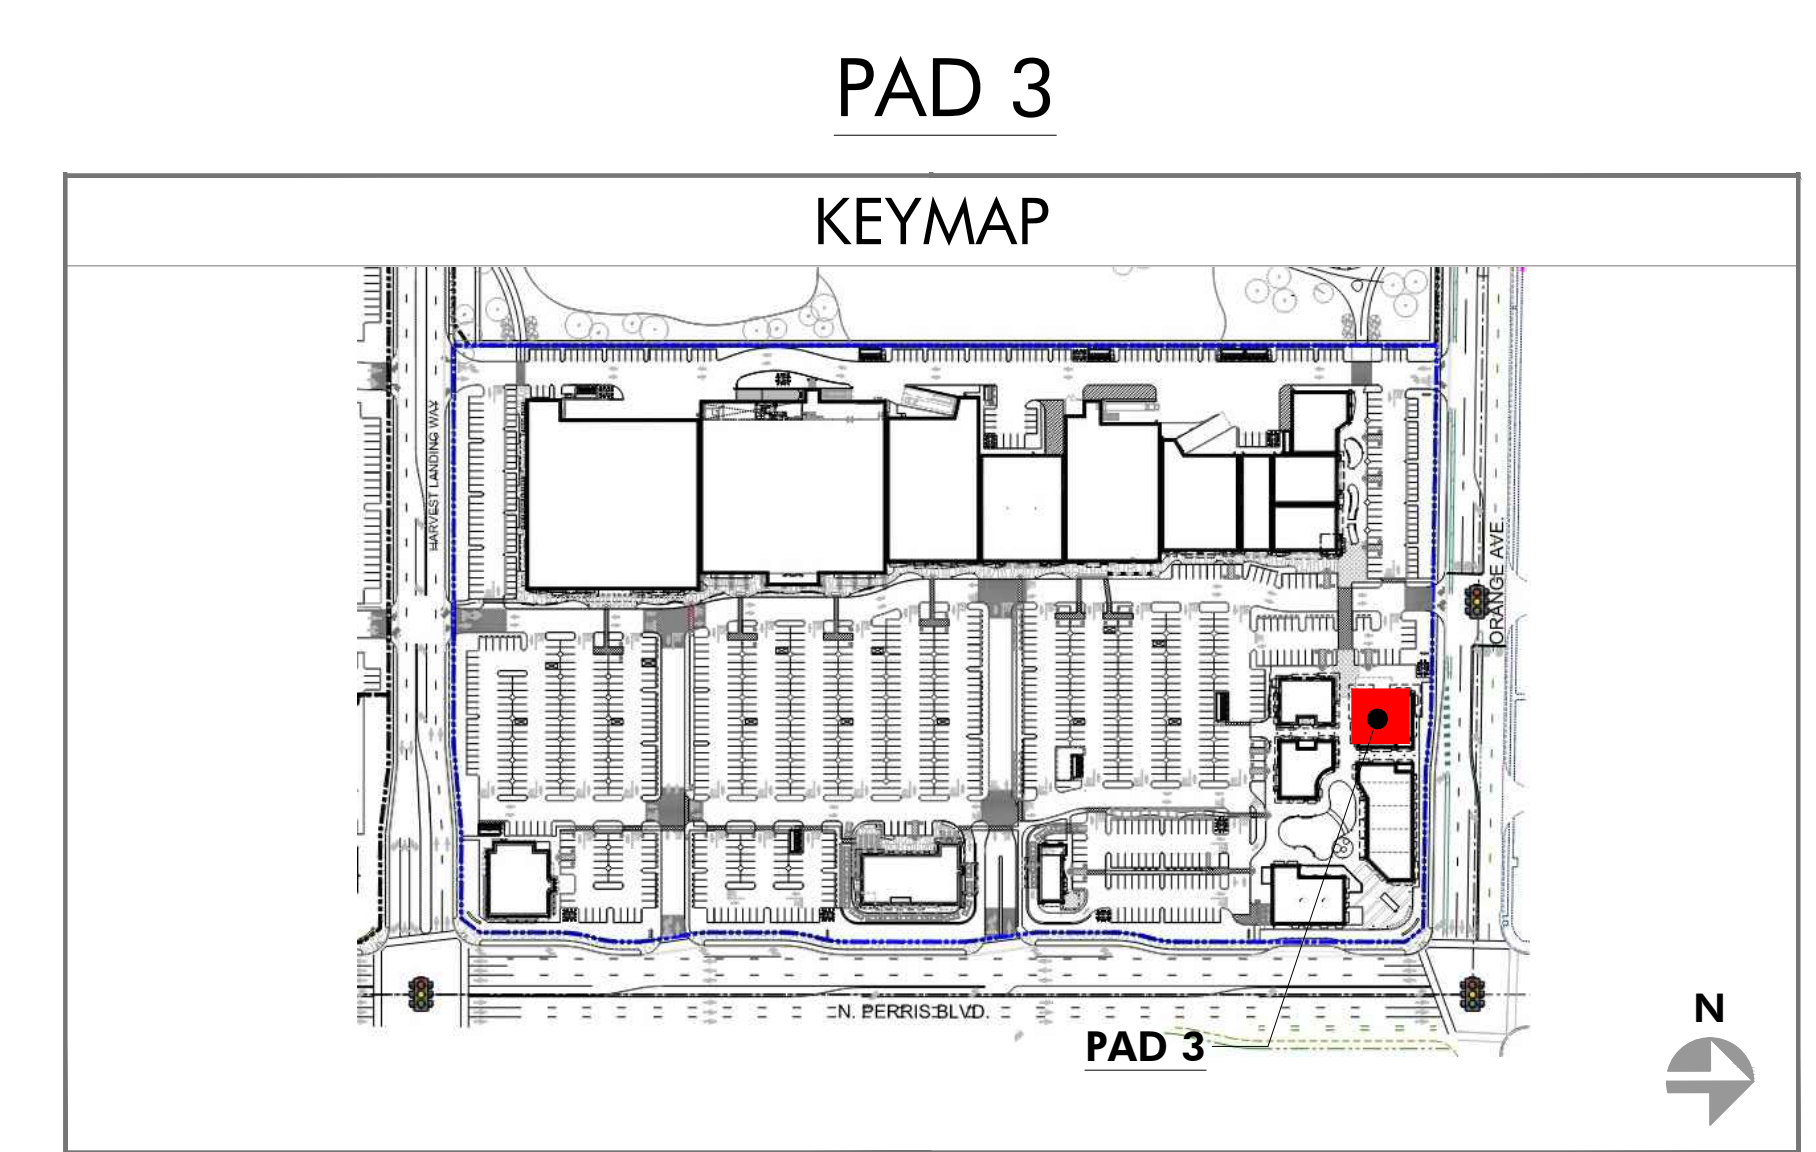 PAD 3
KEYMAP
HARVEST LANDING WAY
ORANGE AVE.
N. PERRIS BLVD.
PAD 3
N